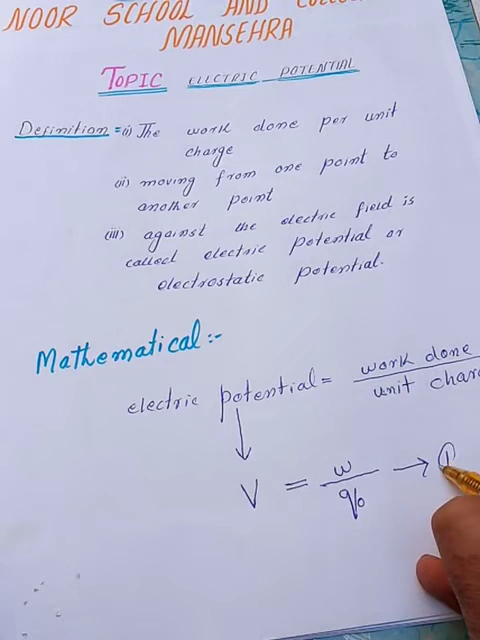 NOOR SCHOOL AND
MANSEHRA
TOPIC ELECTRIC POTENTIAL
Definition = (i) The work done per unit
charge
(ii) moving from one point to
another point
(iii) against the electric field is
called electric potential or
electrostatic potential.
Mathematical :-
electric potential = work done
unit char
V = w/q₀ → ①